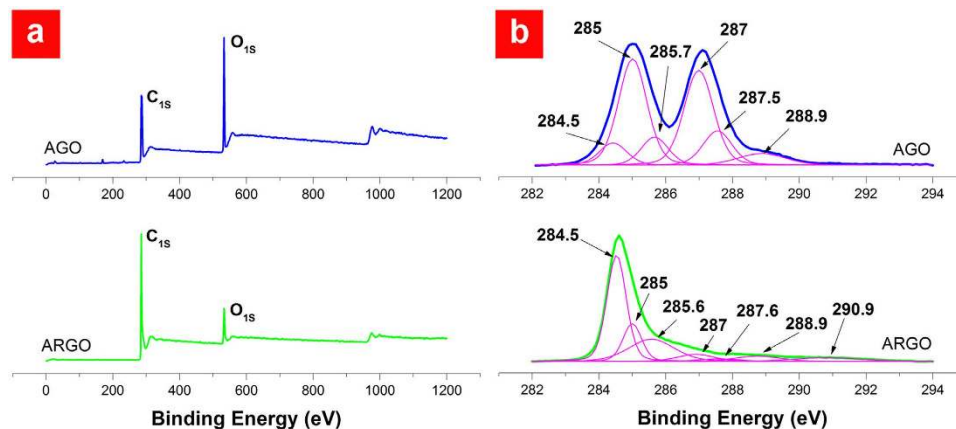 a
O1S
C1S
AGO
0 200 400 600 800 1000 1200
C1S
O1S
ARGO
0 200 400 600 800 1000 1200
Binding Energy (eV)
b
285
287
285.7
287.5
284.5
288.9
AGO
282 284 286 288 290 292 294
284.5
285
285.6
287
287.6
288.9
290.9
ARGO
282 284 286 288 290 292 294
Binding Energy (eV)